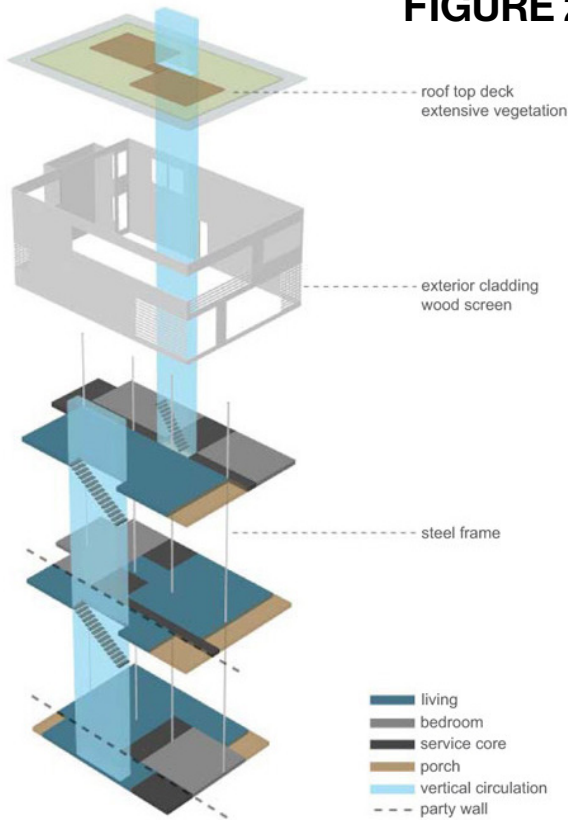 FIGURE 2
roof top deck
extensive vegetation
exterior cladding
wood screen
steel frame
living
bedroom
service core
porch
vertical circulation
party wall